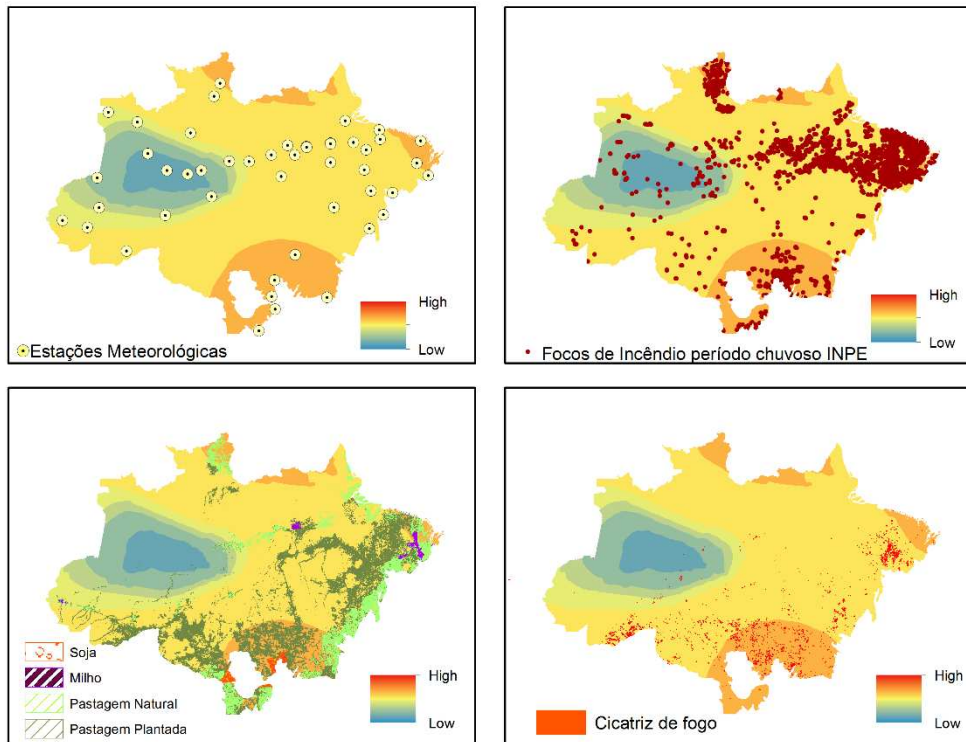 High
Low
Estações Meteorológicas
High
Low
Focos de Incêndio período chuvoso INPE
Soja
Milho
Pastagem Natural
Pastagem Plantada
High
Low
High
Low
Cicatriz de fogo